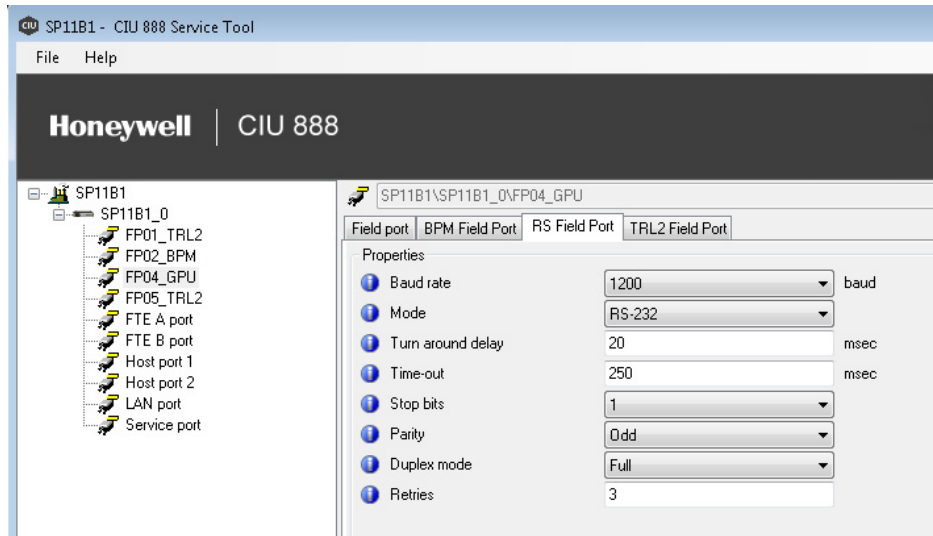 SP11B1 - CIU 888 Service Tool
File Help
Honeywell CIU 888
SP11B1
SP11B1_0
FP01_TRL2
FP02_BPM
FP04_GPU
FP05_TRL2
FTE A port
FTE B port
Host port 1
Host port 2
LAN port
Service port
SP11B1\SP11B1_0\FP04_GPU
Field port BPM Field Port RS Field Port TRL2 Field Port
Properties
Baud rate 1200 baud
Mode RS-232
Turn around delay 20 msec
Time-out 250 msec
Stop bits 1
Parity Odd
Duplex mode Full
Retries 3